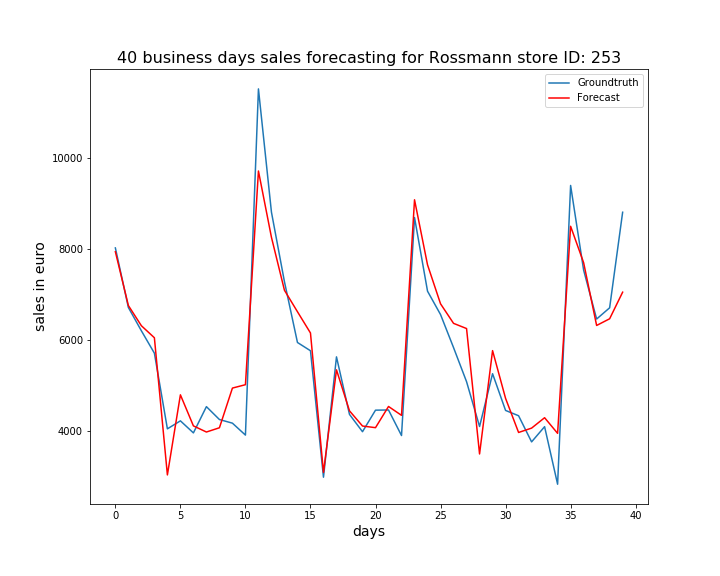 40 business days sales forecasting for Rossmann store ID: 253
Groundtruth
Forecast
10000
8000
6000
4000
sales in euro
0 5 10 15 20 25 30 35 40
days